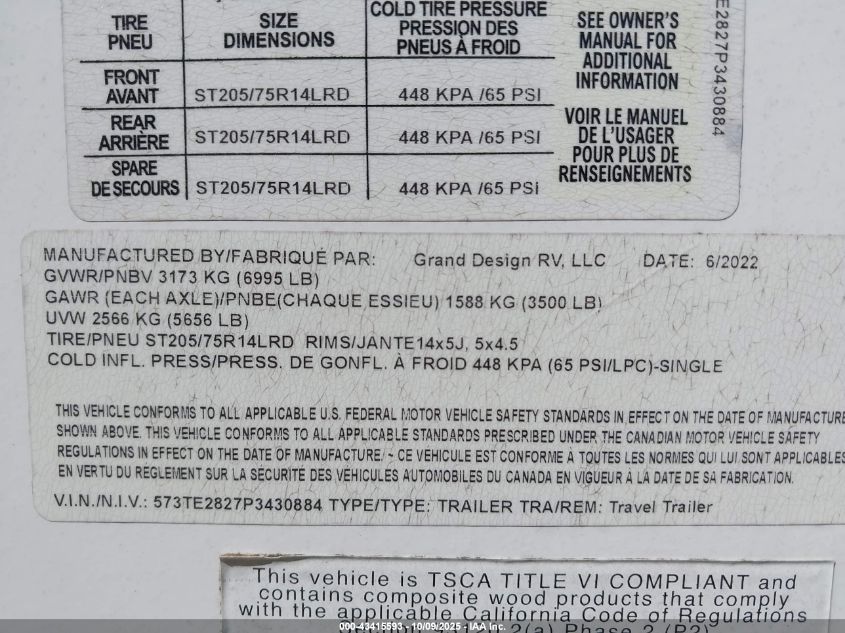 TIRE SIZE COLD TIRE PRESSURE
PNEU DIMENSIONS PRESSION DES
PNEUS À FROID
FRONT
AVANT ST205/75R14LRD 448 KPA /65 PSI
REAR
ARRIÈRE ST205/75R14LRD 448 KPA /65 PSI
SPARE
DE SECOURS ST205/75R14LRD 448 KPA /65 PSI
SEE OWNER'S
MANUAL FOR
ADDITIONAL
INFORMATION
VOIR LE MANUEL
DE L'USAGER
POUR PLUS DE
RENSEIGNEMENTS
E2827P3430884
MANUFACTURED BY/FABRIQUÉ PAR: Grand Design RV, LLC DATE: 6/2022
GVWR/PNBV 3173 KG (6995 LB)
GAWR (EACH AXLE)/PNBE(CHAQUE ESSIEU) 1588 KG (3500 LB)
UVW 2566 KG (5656 LB)
TIRE/PNEU ST205/75R14LRD RIMS/JANTE14x5J, 5x4.5
COLD INFL. PRESS/PRESS. DE GONFL. À FROID 448 KPA (65 PSI/LPC)-SINGLE
THIS VEHICLE CONFORMS TO ALL APPLICABLE U.S. FEDERAL MOTOR VEHICLE SAFETY STANDARDS IN EFFECT ON THE DATE OF MANUFACTURE
SHOWN ABOVE. THIS VEHICLE CONFORMS TO ALL APPLICABLE STANDARDS PRESCRIBED UNDER THE CANADIAN MOTOR VEHICLE SAFETY
REGULATIONS IN EFFECT ON THE DATE OF MANUFACTURE./ ~ CE VEHICULE EST CONFORME À TOUTES LES NORMES QUI LUI SONT APPLICABLES
EN VERTU DU REGLEMENT SUR LA SÉCURITÉ DES VÉHICULES AUTOMOBILES DU CANADA EN VIGUEUR À LA DATE DE SA FABRICATION.
V.I.N./N.I.V.: 573TE2827P3430884 TYPE/TYPE: TRAILER TRA/REM: Travel Trailer
This vehicle is TSCA TITLE VI COMPLIANT and
contains composite wood products that comply
with the applicable California Code of Regulations
000-43415593 - 10/09/2025 - IAA Inc.